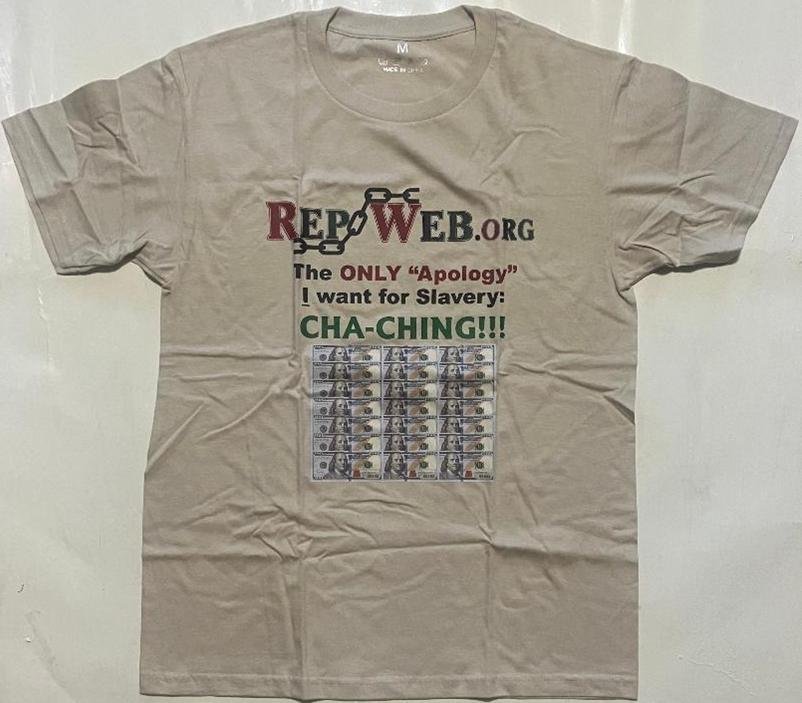 M
REPWEB.ORG
The ONLY “Apology”
I want for Slavery:
CHA-CHING!!!